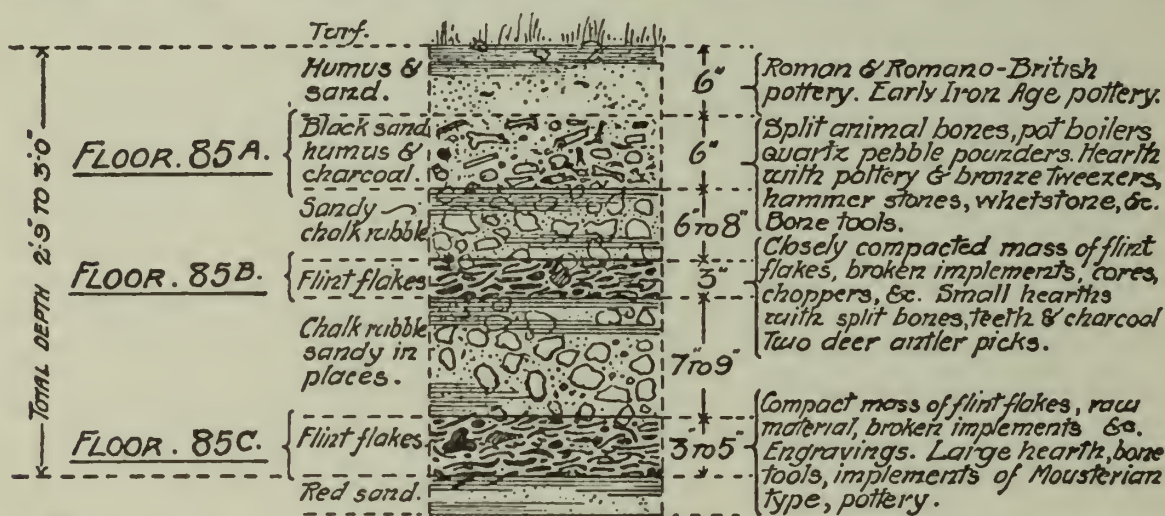 Turf.
Humus &
sand.
6"
Roman & Romano-British
pottery. Early Iron Age pottery.
FLOOR. 85A.
Black sand,
humus &
charcoal.
6"
Split animal bones, pot boilers,
quartz pebble pounders. Hearth
with pottery & bronze tweezers,
hammer stones, whetstone, &c.
Bone tools.
Sandy
chalk rubble
6" to 8"
FLOOR. 85B.
Flint flakes
3"
Closely compacted mass of flint
flakes, broken implements, cores,
choppers, &c. Small hearths
with split bones, teeth & charcoal
Two deer antler picks.
Chalk rubble
sandy in
places.
7" to 9"
FLOOR. 85C.
Flint flakes
3" to 5"
Compact mass of flint flakes, raw
material, broken implements &c.
Engravings. Large hearth, bone
tools, implements of Mousterian
type, pottery.
Red sand.
TOTAL DEPTH 2'.9" TO 3'.0"